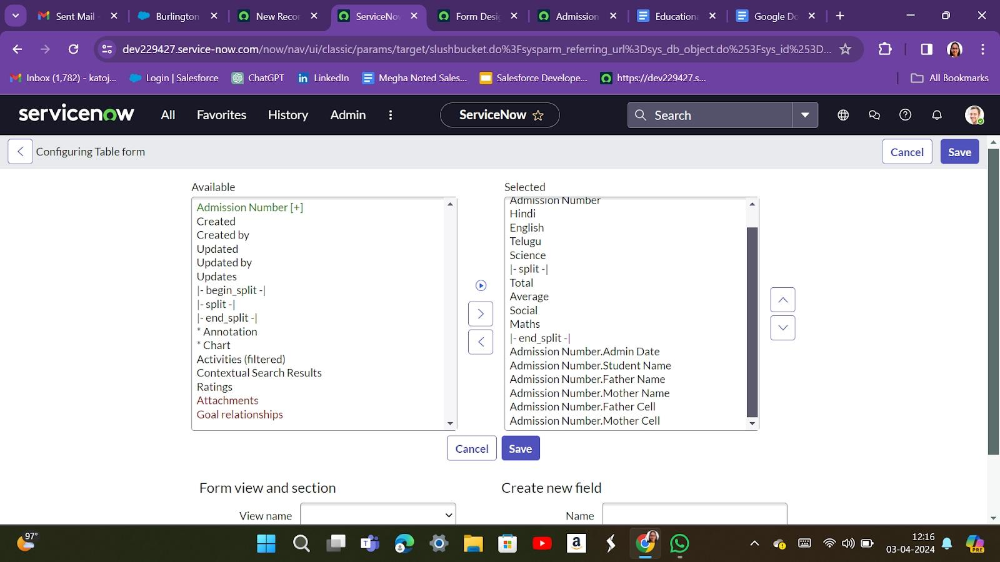 Sent Mail
Burlington
New Recor
ServiceNo
Form Desig
Admission
Education
Google Do
dev229427.service-now.com/now/nav/ui/classic/params/target/slushbucket.do%3Fsysparm_referring_url%3Dsys_db_object.do%253Fsys_id%253D...
Inbox (1,782) - katoj...
Login | Salesforce
ChatGPT
LinkedIn
Megha Noted Sales...
Salesforce Develope...
https://dev229427.s...
All Bookmarks
servicenow
All
Favorites
History
Admin
ServiceNow
Search
Configuring Table form
Cancel
Save
Available
Admission Number [+]
Created
Created by
Updated
Updated by
Updates
|- begin_split -|
|- split -|
|- end_split -|
* Annotation
* Chart
Activities (filtered)
Contextual Search Results
Ratings
Attachments
Goal relationships
Selected
Admission Number
Hindi
English
Telugu
Science
|- split -|
Total
Average
Social
Maths
|- end_split -|
Admission Number.Admin Date
Admission Number.Student Name
Admission Number.Father Name
Admission Number.Mother Name
Admission Number.Father Cell
Admission Number.Mother Cell
Cancel
Save
Form view and section
View name
Create new field
Name
97°
12:16
03-04-2024
PRE